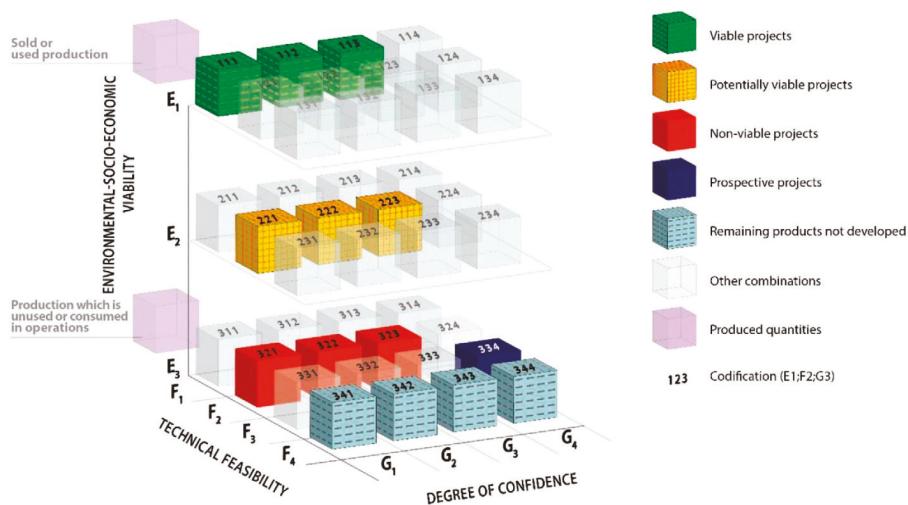 Sold or
used production
ENVIRONMENTAL-SOCIO-ECONOMIC
VIABILITY
Production which is
unused or consumed
in operations
E1
E2
E3
F1
F2
F3
F4
TECHNICAL FEASIBILITY
G1
G2
G3
G4
DEGREE OF CONFIDENCE
111
112
113
114
124
134
123
131
132
133
211
212
213
214
221
222
223
224
231
232
233
234
311
312
313
314
321
322
323
324
331
332
333
334
341
342
343
344
Viable projects
Potentially viable projects
Non-viable projects
Prospective projects
Remaining products not developed
Other combinations
Produced quantities
123 Codification (E1;F2;G3)